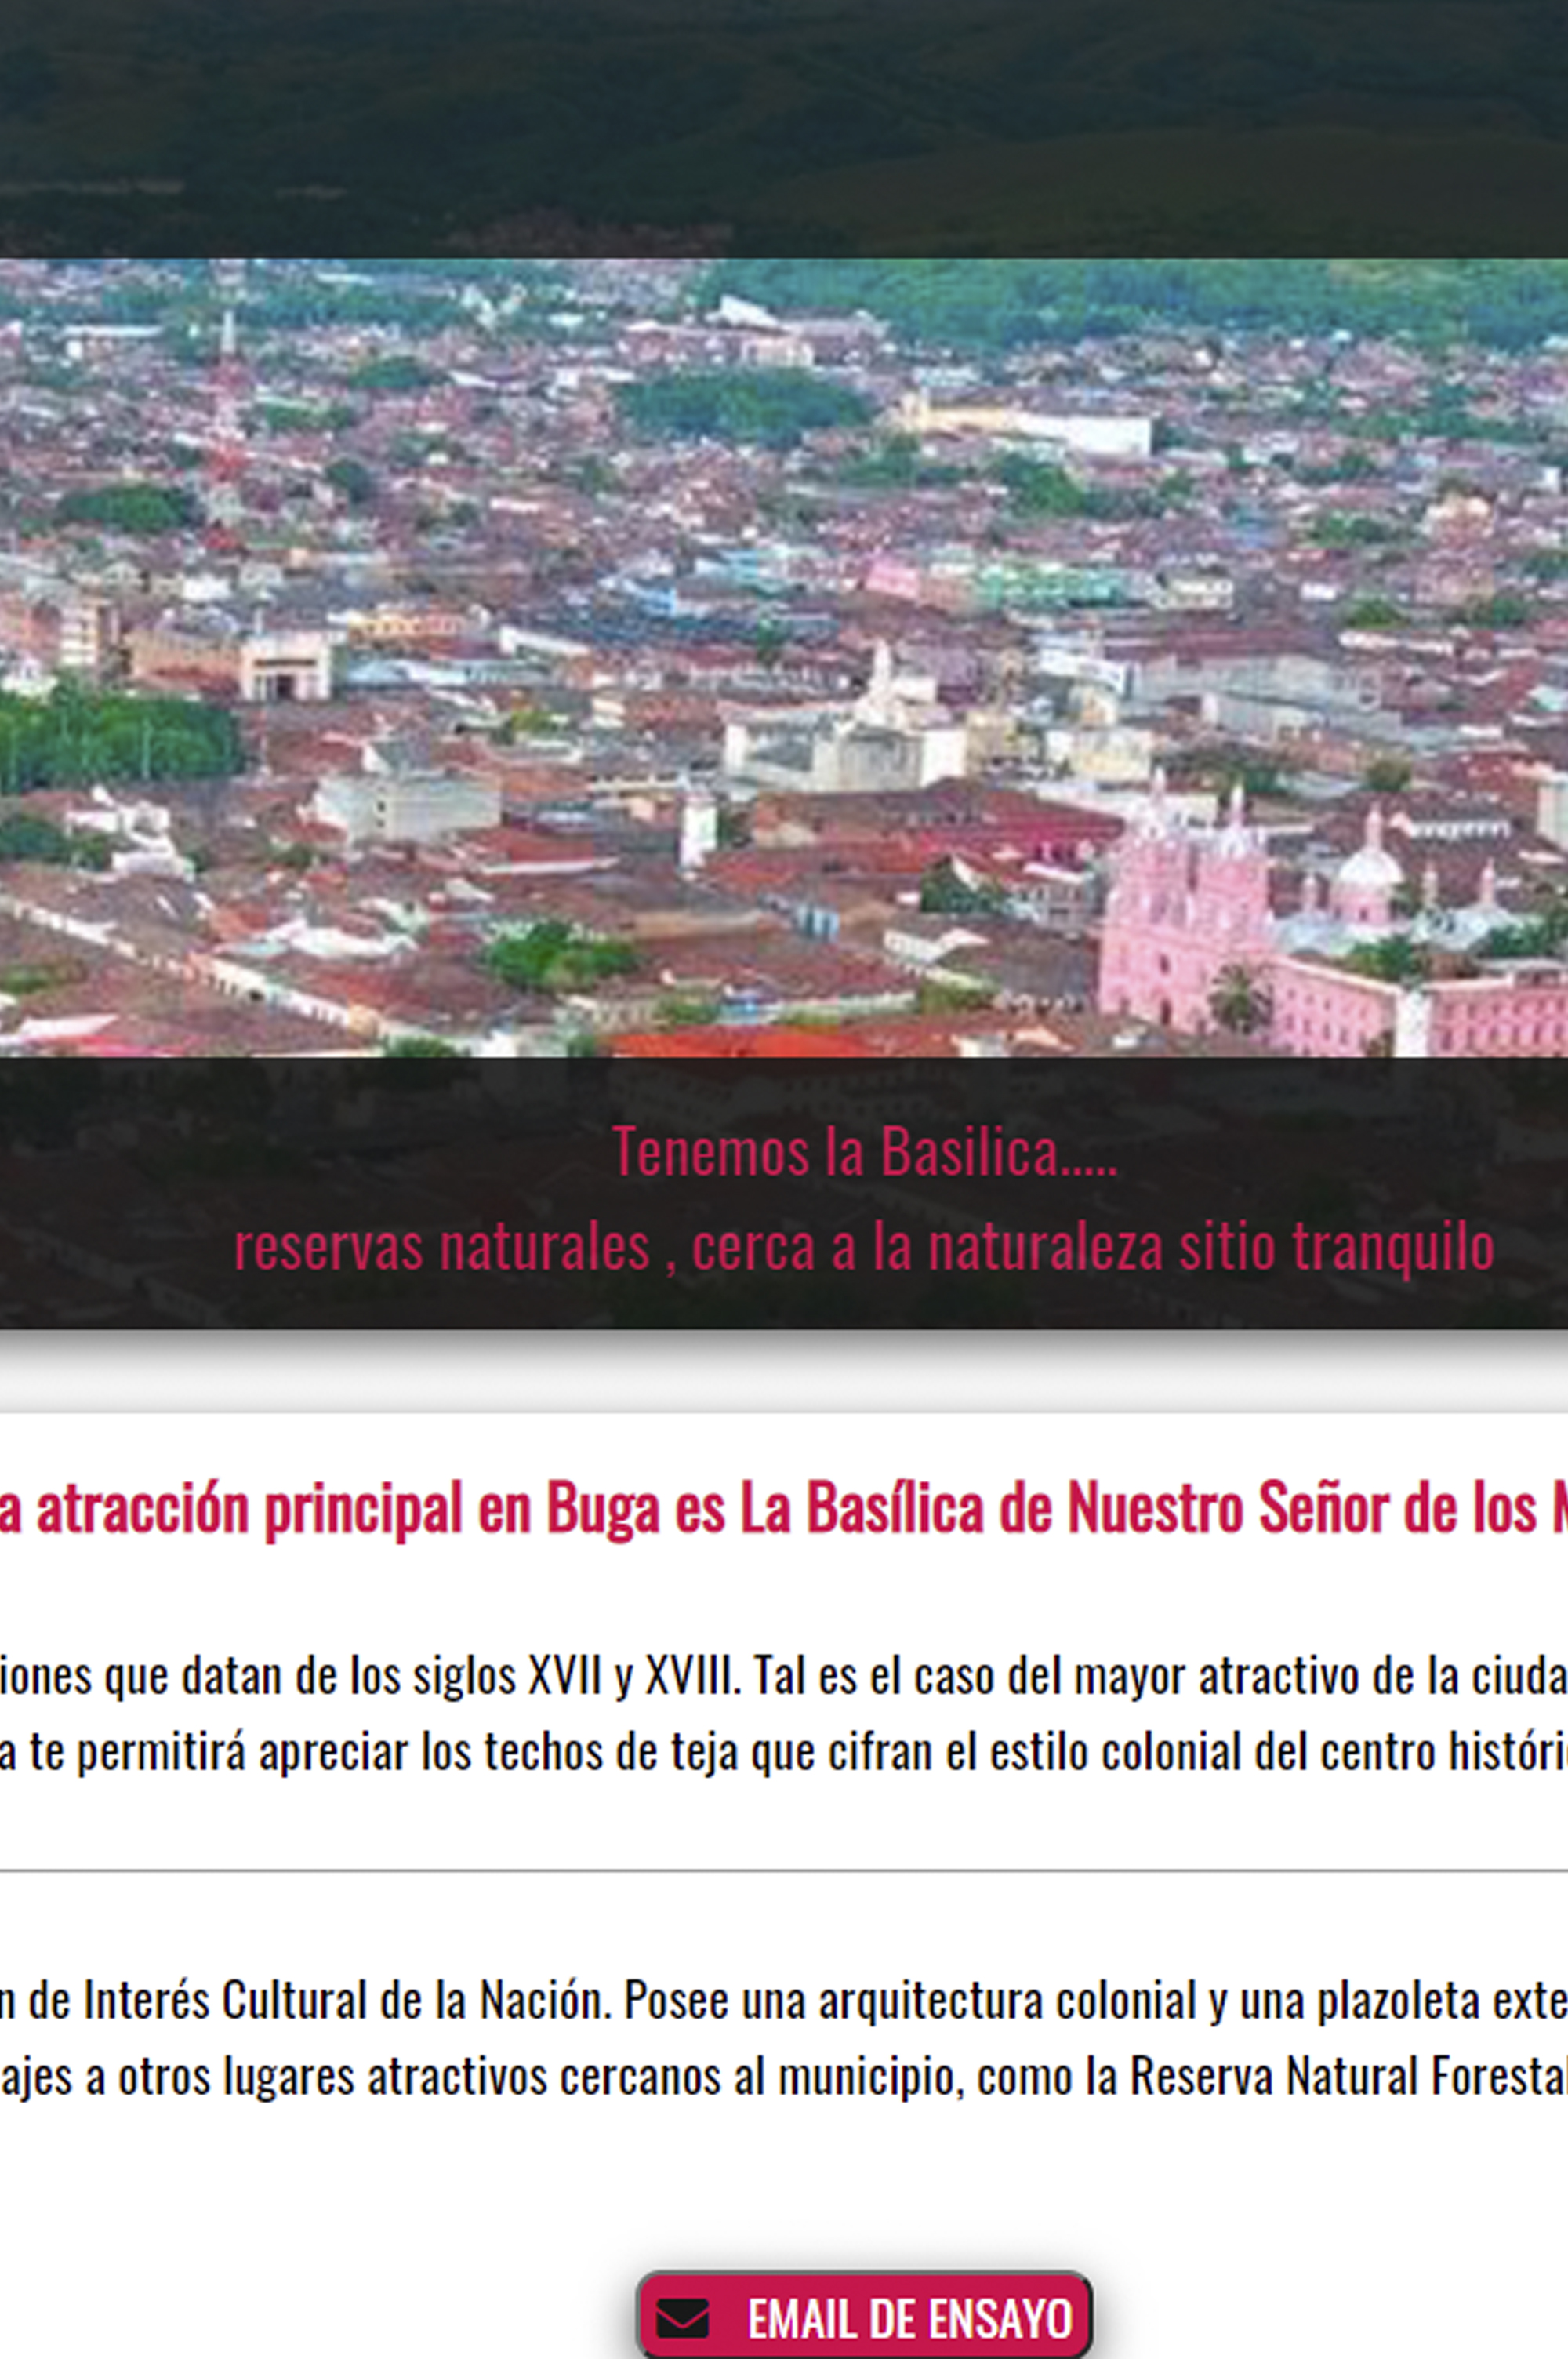 Tenemos la Basilica.....
reservas naturales , cerca a la naturaleza sitio tranquilo
a atracción principal en Buga es La Basílica de Nuestro Señor de los
iones que datan de los siglos XVII y XVIII. Tal es el caso del mayor atractivo de la ciuda
a te permitirá apreciar los techos de teja que cifran el estilo colonial del centro históri
n de Interés Cultural de la Nación. Posee una arquitectura colonial y una plazoleta exte
ajes a otros lugares atractivos cercanos al municipio, como la Reserva Natural Forestal
EMAIL DE ENSAYO